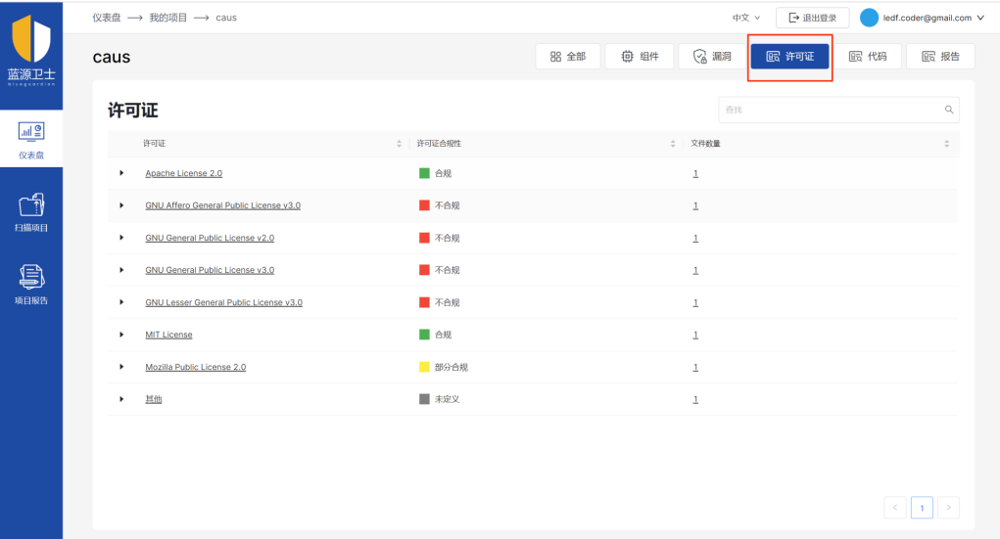 仪表盘 → 我的项目 → caus
中文
退出登录
ledf.coder@gmail.com
蓝源卫士
blueguardian
仪表盘
扫描项目
项目报告
caus
全部
组件
漏洞
许可证
代码
报告
许可证
查找
许可证 许可证合规性 文件数量
Apache License 2.0 合规 1
GNU Affero General Public License v3.0 不合规 1
GNU General Public License v2.0 不合规 1
GNU General Public License v3.0 不合规 1
GNU Lesser General Public License v3.0 不合规 1
MIT License 合规 1
Mozilla Public License 2.0 部分合规 1
其他 未定义 1
< 1 >